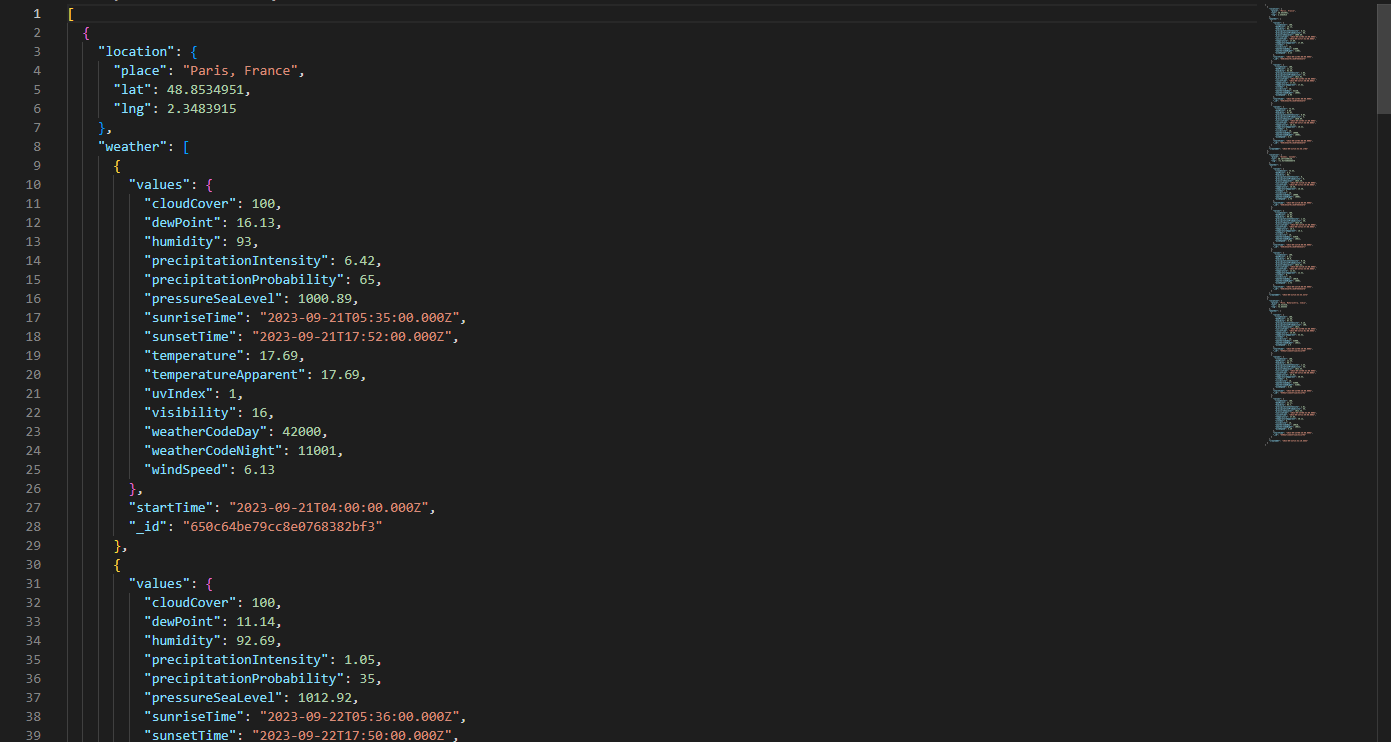 1 [
2 {
3 "location": {
4 "place": "Paris, France",
5 "lat": 48.8534951,
6 "lng": 2.3483915
7 },
8 "weather": [
9 {
10 "values": {
11 "cloudCover": 100,
12 "dewPoint": 16.13,
13 "humidity": 93,
14 "precipitationIntensity": 6.42,
15 "precipitationProbability": 65,
16 "pressureSeaLevel": 1000.89,
17 "sunriseTime": "2023-09-21T05:35:00.000Z",
18 "sunsetTime": "2023-09-21T17:52:00.000Z",
19 "temperature": 17.69,
20 "temperatureApparent": 17.69,
21 "uvIndex": 1,
22 "visibility": 16,
23 "weatherCodeDay": 42000,
24 "weatherCodeNight": 11001,
25 "windSpeed": 6.13
26 },
27 "startTime": "2023-09-21T04:00:00.000Z",
28 "_id": "650c64be79cc8e0768382bf3"
29 },
30 {
31 "values": {
32 "cloudCover": 100,
33 "dewPoint": 11.14,
34 "humidity": 92.69,
35 "precipitationIntensity": 1.05,
36 "precipitationProbability": 35,
37 "pressureSeaLevel": 1012.92,
38 "sunriseTime": "2023-09-22T05:36:00.000Z",
39 "sunsetTime": "2023-09-22T17:50:00.000Z",